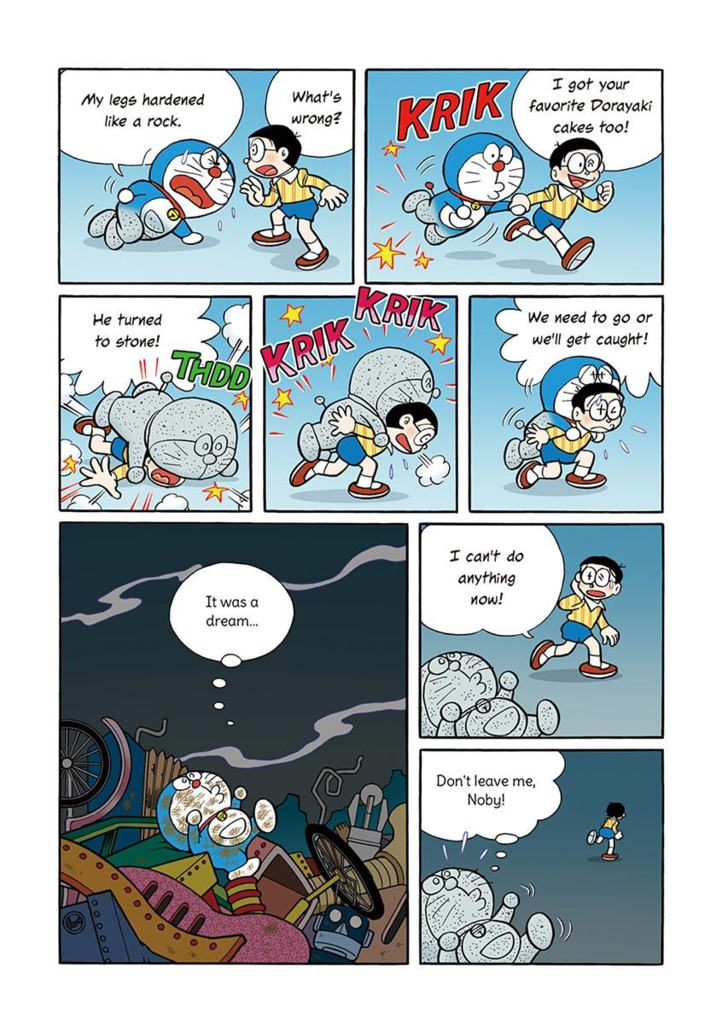 I got your
favorite Dorayaki
cakes too!
KRIK
What's
wrong?
My legs hardened
like a rock.
We need to go or
we'll get caught!
KRIK
KRIK
He turned
to stone!
THDD
I can't do
anything
now!
Don't leave me,
Noby!
It was a
dream...